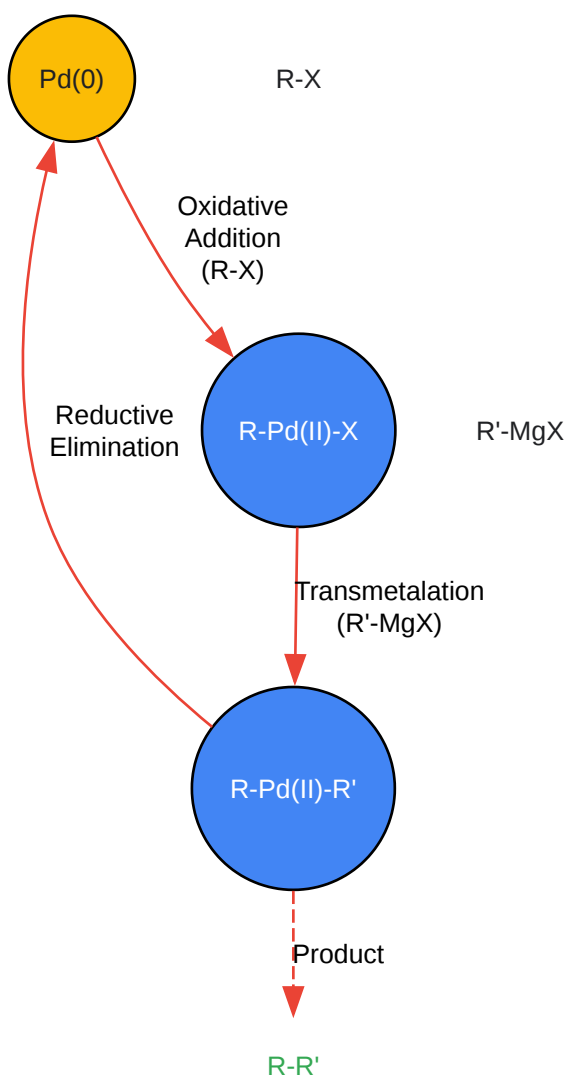 Pd(0)
R-X
Oxidative
Addition
(R-X)
Reductive
Elimination
R-Pd(II)-X
R'-MgX
Transmetalation
(R'-MgX)
R-Pd(II)-R'
Product
R-R'